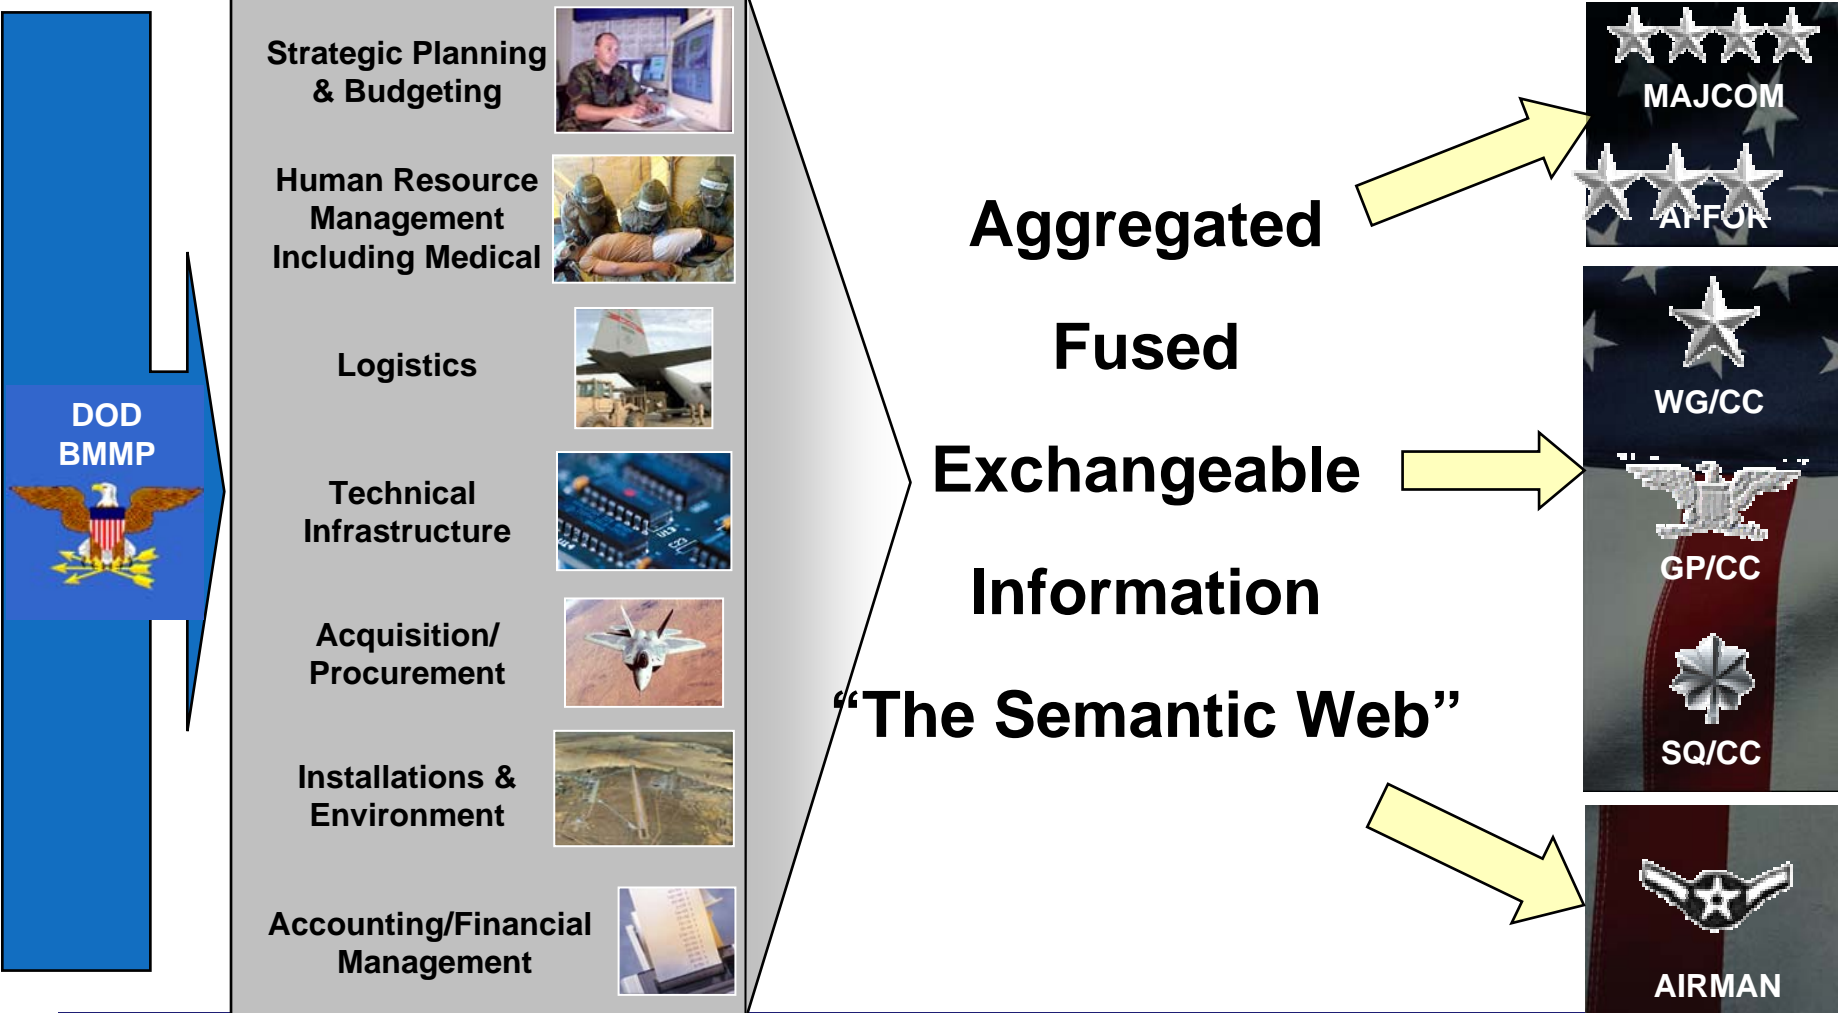 DOD
BMMP
Strategic Planning
& Budgeting
Human Resource
Management
Including Medical
Logistics
Technical
Infrastructure
Acquisition/
Procurement
Installations &
Environment
Accounting/Financial
Management
Aggregated
Fused
Exchangeable
Information
“The Semantic Web”
MAJCOM
AFFOR
WG/CC
GP/CC
SQ/CC
AIRMAN